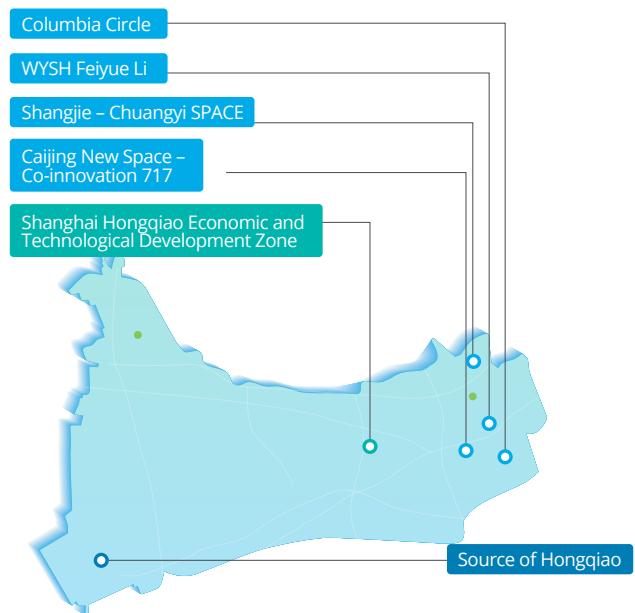 Columbia Circle
WYSH Feiyue Li
Shangjie – Chuangyi SPACE
Caijing New Space –
Co-innovation 717
Shanghai Hongqiao Economic and
Technological Development Zone
Source of Hongqiao